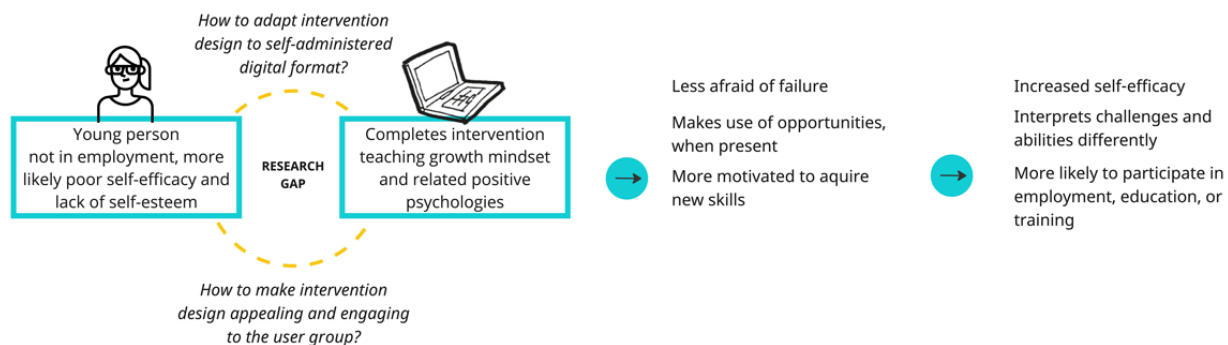 How to adapt intervention
design to self-administered
digital format?
Young person
not in employment, more
likely poor self-efficacy and
lack of self-esteem
RESEARCH
GAP
Completes intervention
teaching growth mindset
and related positive
psychologies
How to make intervention
design appealing and engaging
to the user group?
Less afraid of failure
Makes use of opportunities,
when present
More motivated to aquire
new skills
Increased self-efficacy
Interprets challenges and
abilities differently
More likely to participate in
employment, education, or
training